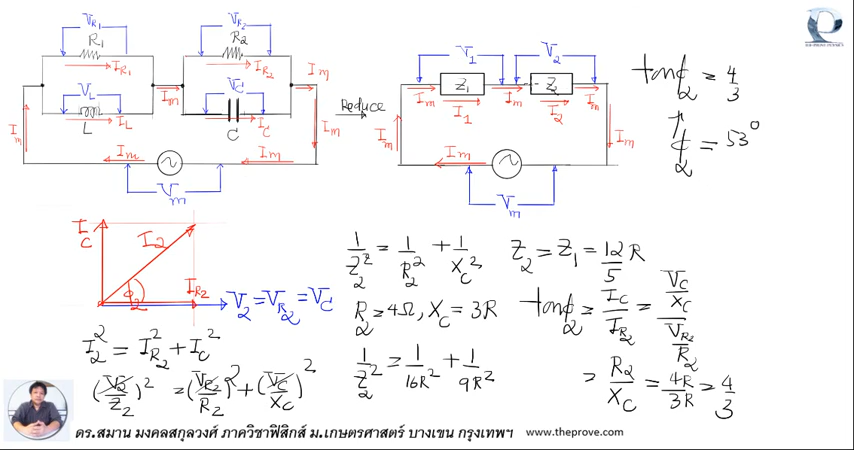 V_R1
R1
I_R1
V_L
L
I_L
I_m
V_R2
R2
I_R2
V_C
C
I_C
I_m
I_m
I_m
I_m
I_m
V_m
Reduce
V_1
V_2
Z_1
Z_2
I_m
I_1
I_m
I_2
I_m
I_m
I_m
I_m
V_m
tanφ_2 = 4/3
φ_2 = 53°
I_C
I_2
φ_2
I_R2
V_2 = V_R2 = V_C
I_2^2 = I_R2^2 + I_C^2
(V_2/Z_2)^2 = (V_R2/R_2)^2 + (V_C/X_C)^2
1/Z_2^2 = 1/R_2^2 + 1/X_C^2
R_2 = 4Ω, X_C = 3R
1/Z_2^2 = 1/16R^2 + 1/9R^2
Z_2 = Z_1 = 12/5 R
tanφ_2 = I_C/I_R2 = (V_C/X_C)/(V_R2/R_2)
= R_2/X_C = 4R/3R = 4/3
ดร.สมาน มงคลสกุลวงศ์ ภาควิชาฟิสิกส์ ม.เกษตรศาสตร์ บางเขน กรุงเทพฯ www.theprove.com